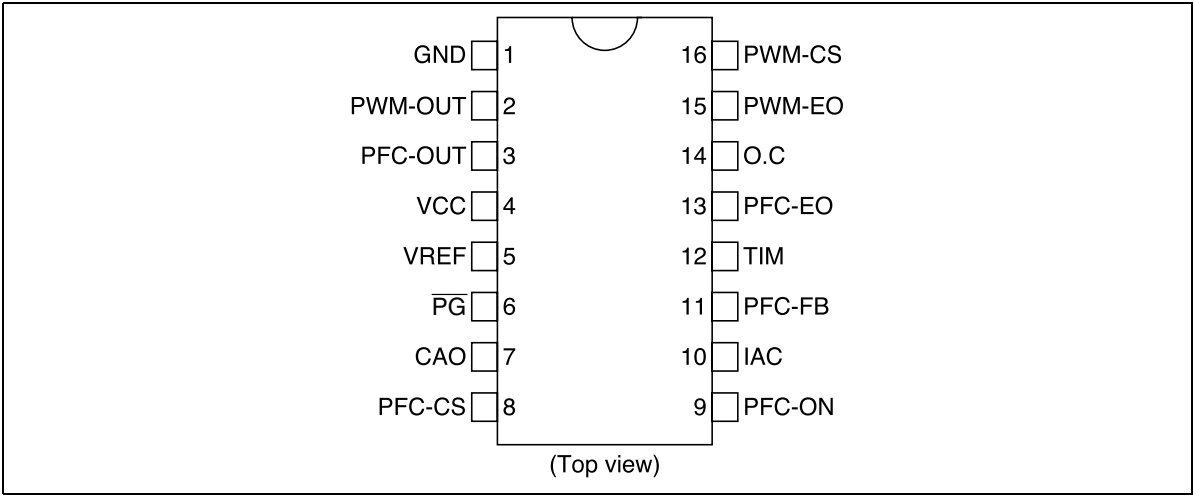 GND 1 16 PWM-CS
PWM-OUT 2 15 PWM-EO
PFC-OUT 3 14 O.C
VCC 4 13 PFC-EO
VREF 5 12 TIM
P̅G̅ 6 11 PFC-FB
CAO 7 10 IAC
PFC-CS 8 9 PFC-ON
(Top view)